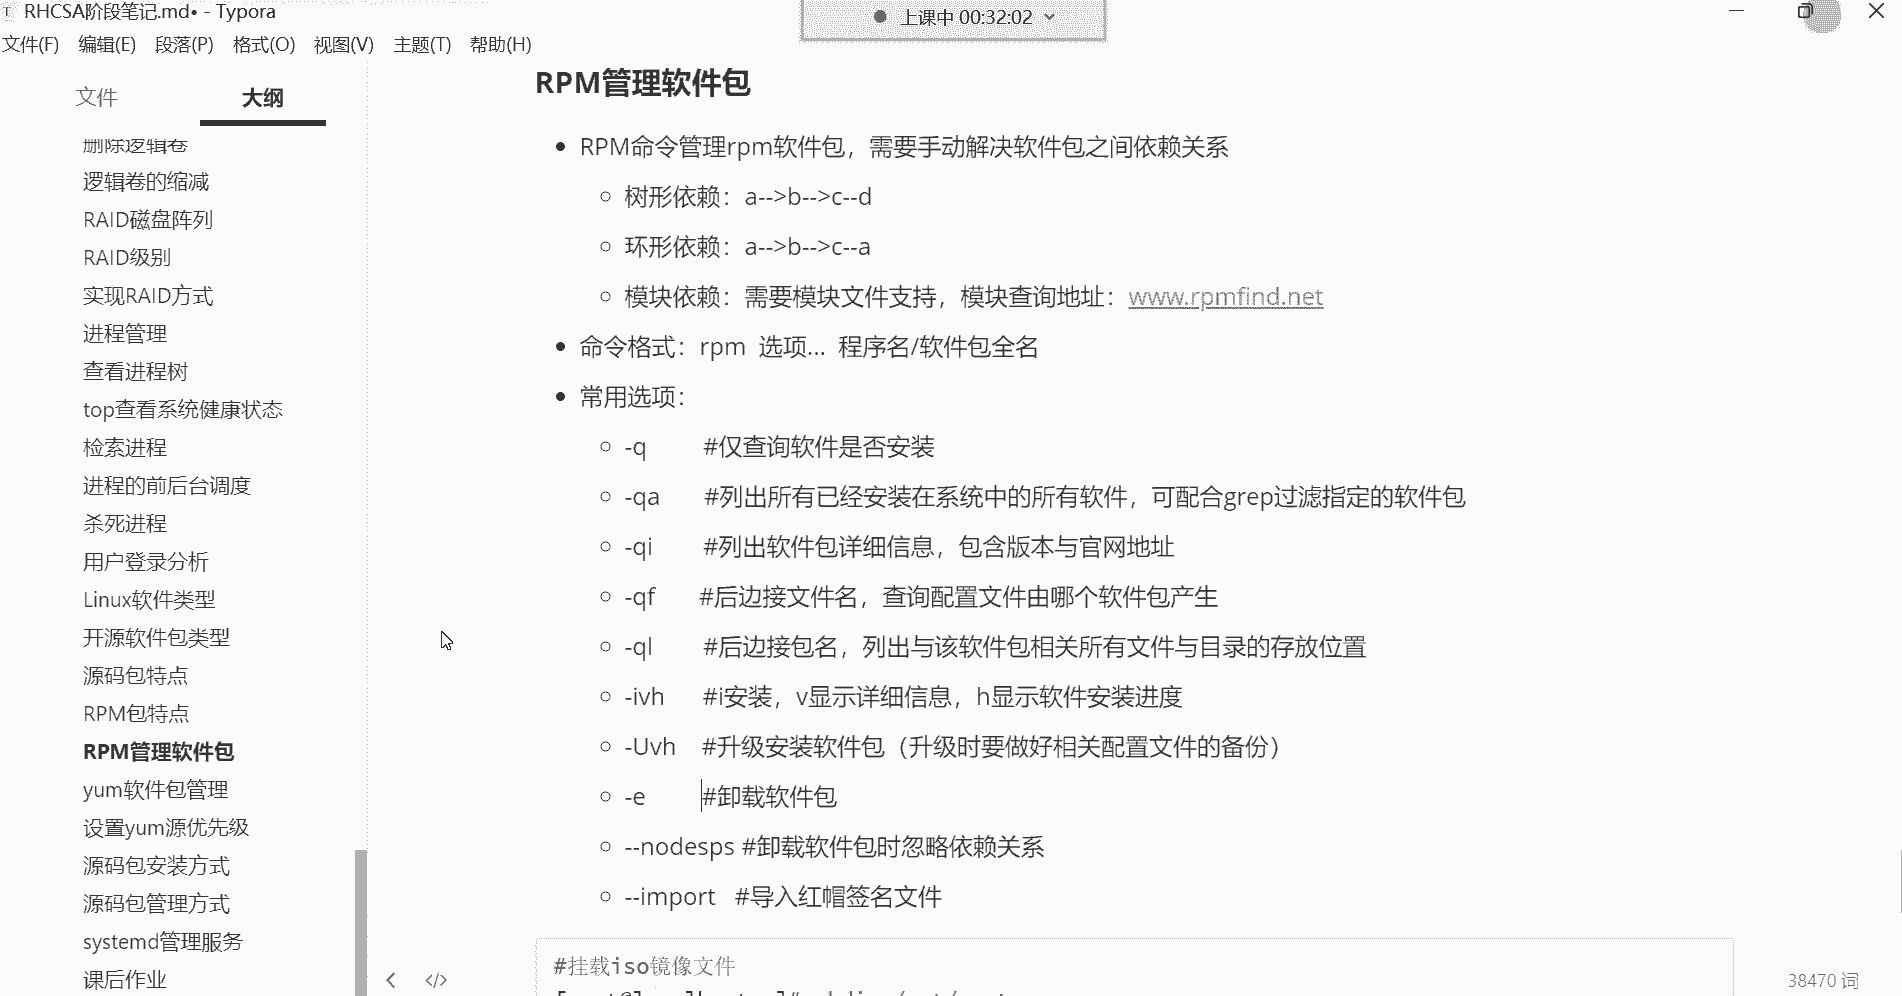 RHCSA阶段笔记.md• - Typora
上课中 00:32:02
文件(F) 编辑(E) 段落(P) 格式(O) 视图(V) 主题(T) 帮助(H)
文件 大纲
删除逻辑卷
逻辑卷的缩减
RAID磁盘阵列
RAID级别
实现RAID方式
进程管理
查看进程树
top查看系统健康状态
检索进程
进程的前后台调度
杀死进程
用户登录分析
Linux软件类型
开源软件包类型
源码包特点
RPM包特点
RPM管理软件包
yum软件包管理
设置yum源优先级
源码包安装方式
源码包管理方式
systemd管理服务
课后作业
RPM管理软件包
RPM命令管理rpm软件包，需要手动解决软件包之间依赖关系
树形依赖：a-->b-->c--d
环形依赖：a-->b-->c--a
模块依赖：需要模块文件支持，模块查询地址：www.rpmfind.net
命令格式：rpm 选项... 程序名/软件包全名
常用选项：
-q #仅查询软件是否安装
-qa #列出所有已经安装在系统中的所有软件，可配合grep过滤指定的软件包
-qi #列出软件包详细信息，包含版本与官网地址
-qf #后边接文件名，查询配置文件由哪个软件包产生
-ql #后边接包名，列出与该软件包相关所有文件与目录的存放位置
-ivh #i安装，v显示详细信息，h显示软件安装进度
-Uvh #升级安装软件包（升级时要做好相关配置文件的备份）
-e #卸载软件包
--nodesps #卸载软件包时忽略依赖关系
--import #导入红帽签名文件
#挂载iso镜像文件
38470 词